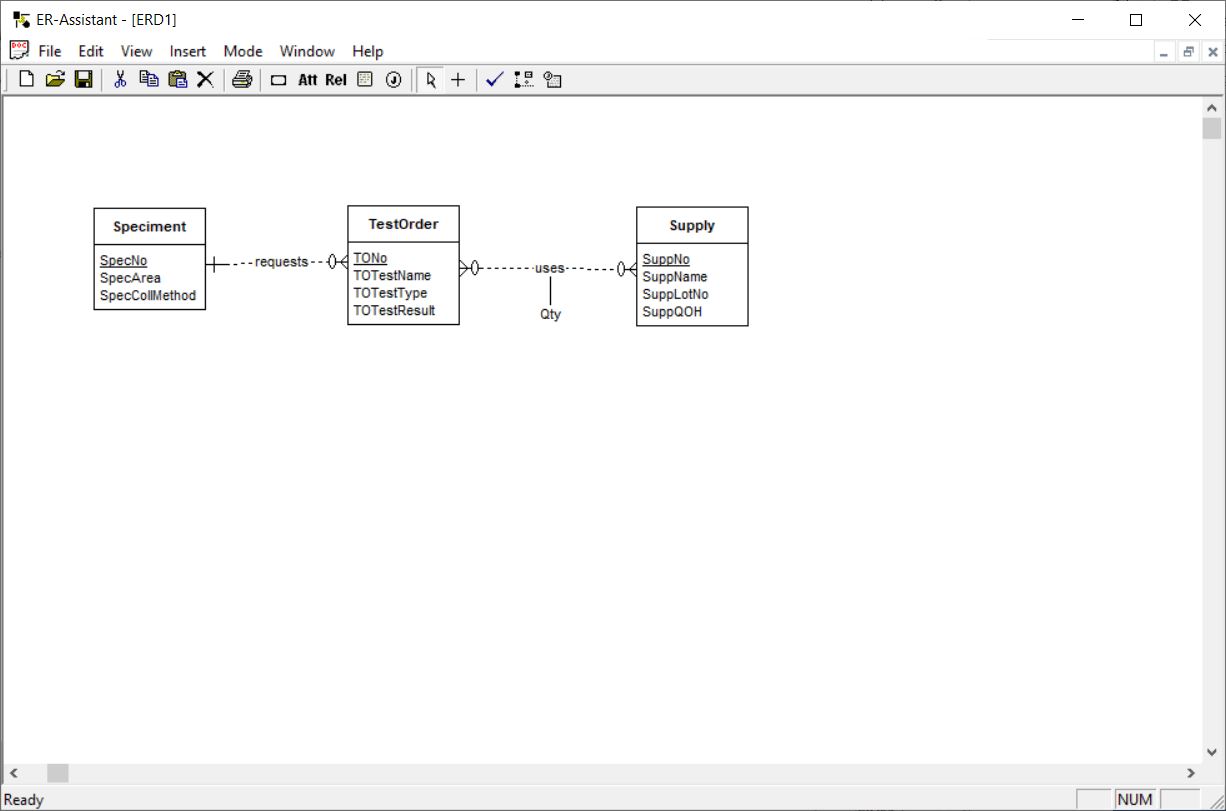 ER-Assistant - [ERD1]
DOC File Edit View Insert Mode Window Help
Att Rel J
Speciment
SpecNo
SpecArea
SpecCollMethod
requests
TestOrder
TONo
TOTestName
TOTestType
TOTestResult
uses
Qty
Supply
SuppNo
SuppName
SuppLotNo
SuppQOH
Ready NUM